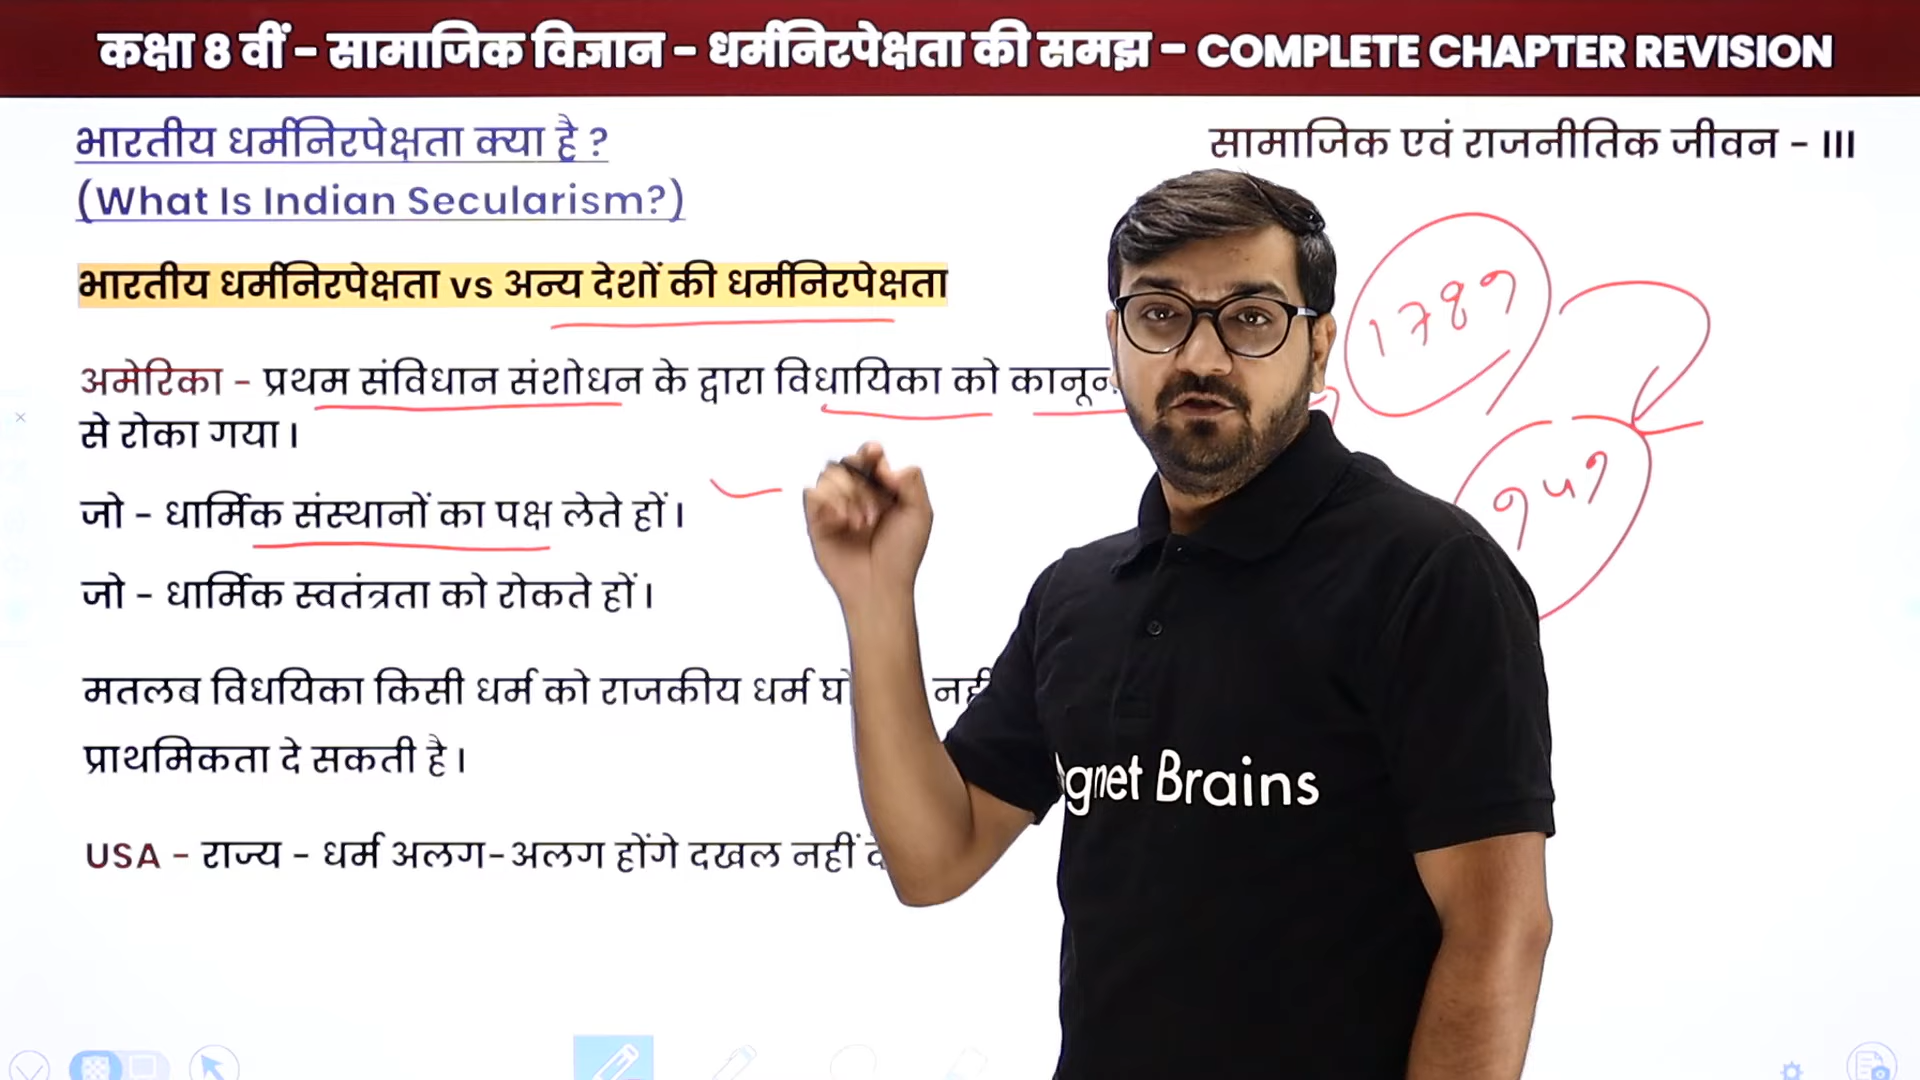 कक्षा 8 वीं - सामाजिक विज्ञान - धर्मनिरपेक्षता की समझ - COMPLETE CHAPTER REVISION
भारतीय धर्मनिरपेक्षता क्या है ?
(What Is Indian Secularism?)
सामाजिक एवं राजनीतिक जीवन - III
भारतीय धर्मनिरपेक्षता vs अन्य देशों की धर्मनिरपेक्षता
1789
अमेरिका - प्रथम संविधान संशोधन के द्वारा विधायिका को
से रोका गया।
जो - धार्मिक संस्थानों का पक्ष लेते हों।
जो - धार्मिक स्वतंत्रता को रोकते हों।
मतलब विधयिका किसी धर्म को राजकीय धर्म
प्राथमिकता दे सकती है।
USA - राज्य - धर्म अलग-अलग होंगे दखल नहीं
gnet Brains